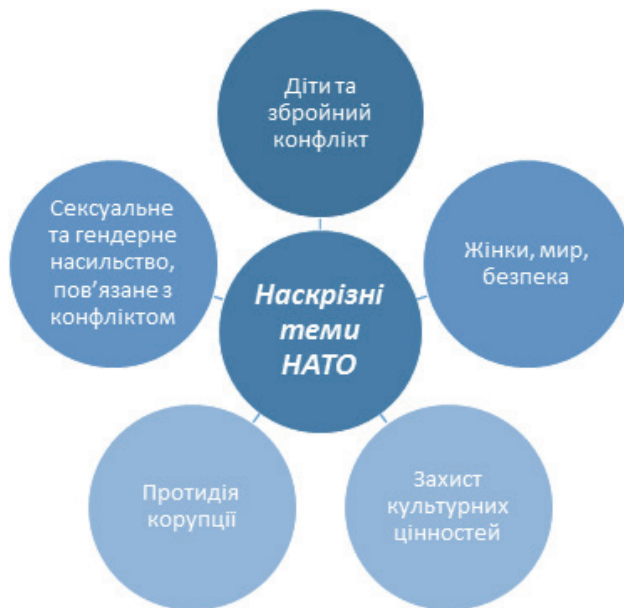 Діти та
збройний
конфлікт
Сексуальне
та гендерне
насильство,
пов’язане з
конфліктом
Жінки, мир,
безпека
Наскрізні
теми
НАТО
Протидія
корупції
Захист
культурних
цінностей